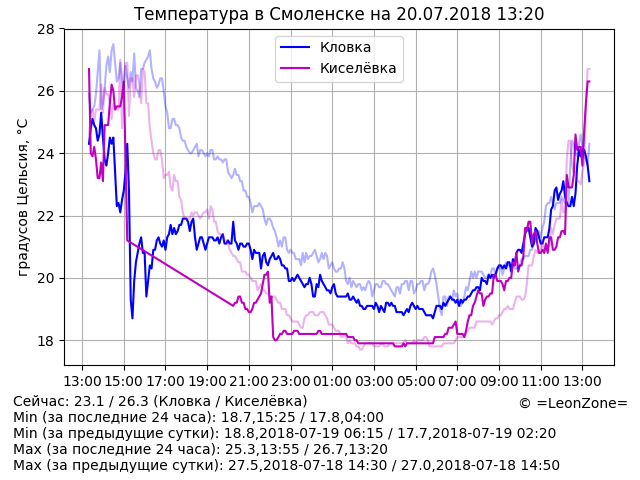 Температура в Смоленске на 20.07.2018 13:20
градусов Цельсия, °C
28
26
24
22
20
18
Кловка
Киселёвка
13:00 15:00 17:00 19:00 21:00 23:00 01:00 03:00 05:00 07:00 09:00 11:00 13:00
Сейчас: 23.1 / 26.3 (Кловка / Киселёвка)
© =LeonZone=
Min (за последние 24 часа): 18.7,15:25 / 17.8,04:00
Min (за предыдущие сутки): 18.8,2018-07-19 06:15 / 17.7,2018-07-19 02:20
Max (за последние 24 часа): 25.3,13:55 / 26.7,13:20
Max (за предыдущие сутки): 27.5,2018-07-18 14:30 / 27.0,2018-07-18 14:50